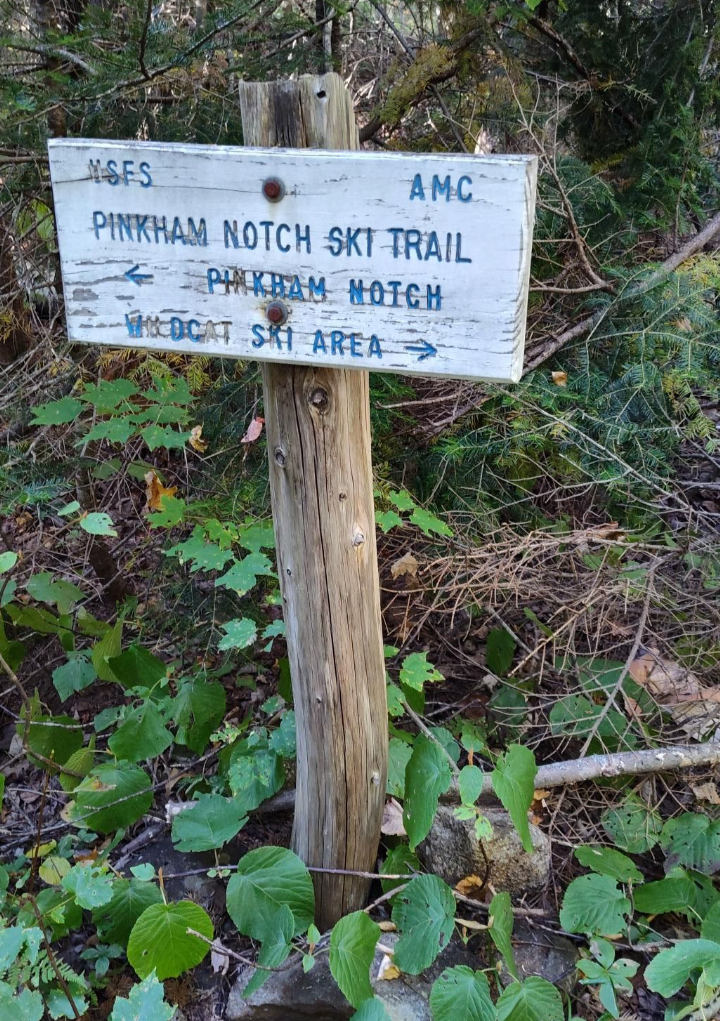 USFS AMC
PINKHAM NOTCH SKI TRAIL
← PINKHAM NOTCH
WILDCAT SKI AREA →